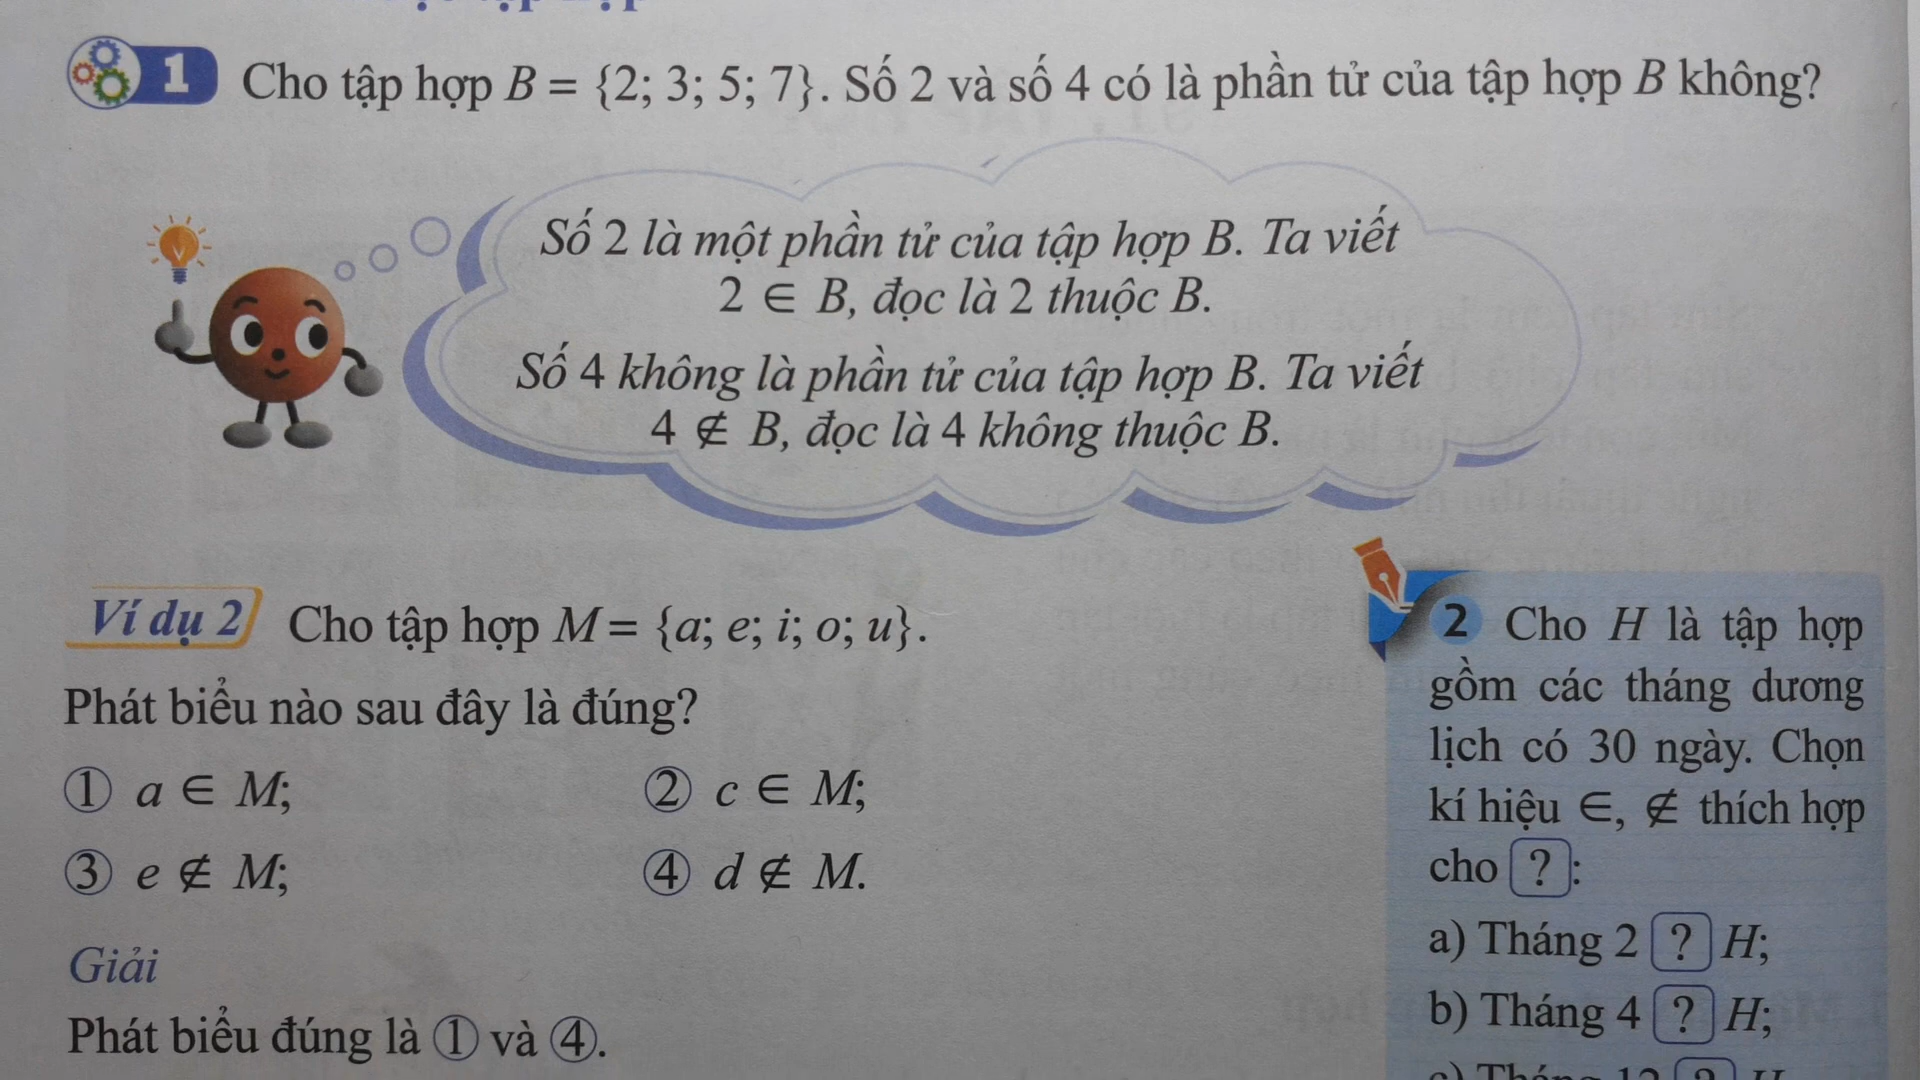 1 Cho tập hợp B = {2; 3; 5; 7}. Số 2 và số 4 có là phần tử của tập hợp B không?
Số 2 là một phần tử của tập hợp B. Ta viết
2 ∈ B, đọc là 2 thuộc B.
Số 4 không là phần tử của tập hợp B. Ta viết
4 ∉ B, đọc là 4 không thuộc B.
Ví dụ 2 Cho tập hợp M = {a; e; i; o; u}.
Phát biểu nào sau đây là đúng?
① a ∈ M; ② c ∈ M;
③ e ∉ M; ④ d ∉ M.
Giải
Phát biểu đúng là ① và ④.
2 Cho H là tập hợp
gồm các tháng dương
lịch có 30 ngày. Chọn
kí hiệu ∈, ∉ thích hợp
cho ? :
a) Tháng 2 ? H;
b) Tháng 4 ? H;
c) Tháng 12 ? H